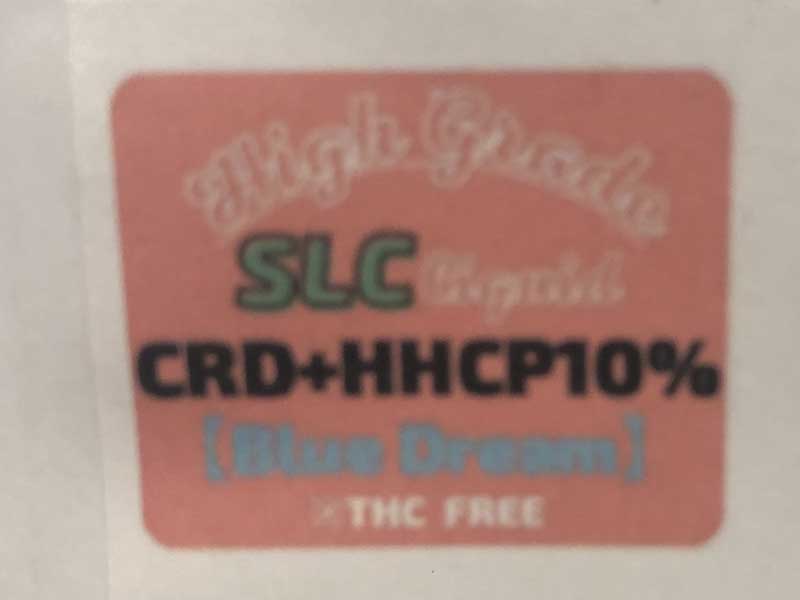 High Grade
SLC Liquid
CRD+HHCP10%
【Blue Dream】
※THC FREE